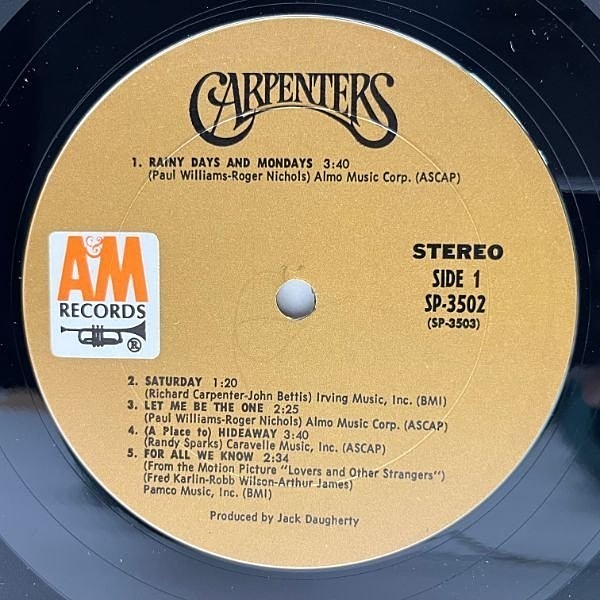 CARPENTERS
1. RAINY DAYS AND MONDAYS 3:40
(Paul Williams-Roger Nichols) Almo Music Corp. (ASCAP)
A&M
RECORDS
®
STEREO
SIDE 1
SP-3502
(SP-3503)
2. SATURDAY 1:20
(Richard Carpenter-John Bettis) Irving Music, Inc. (BMI)
3. LET ME BE THE ONE 2:25
(Paul Williams-Roger Nichols) Almo Music Corp. (ASCAP)
4. (A Place to) HIDEAWAY 3:40
(Randy Sparks) Caravelle Music, Inc. (ASCAP)
5. FOR ALL WE KNOW 2:34
(From the Motion Picture "Lovers and Other Strangers")
(Fred Karlin-Robb Wilson-Arthur James)
Pamco Music, Inc. (BMI)
Produced by Jack Daugherty